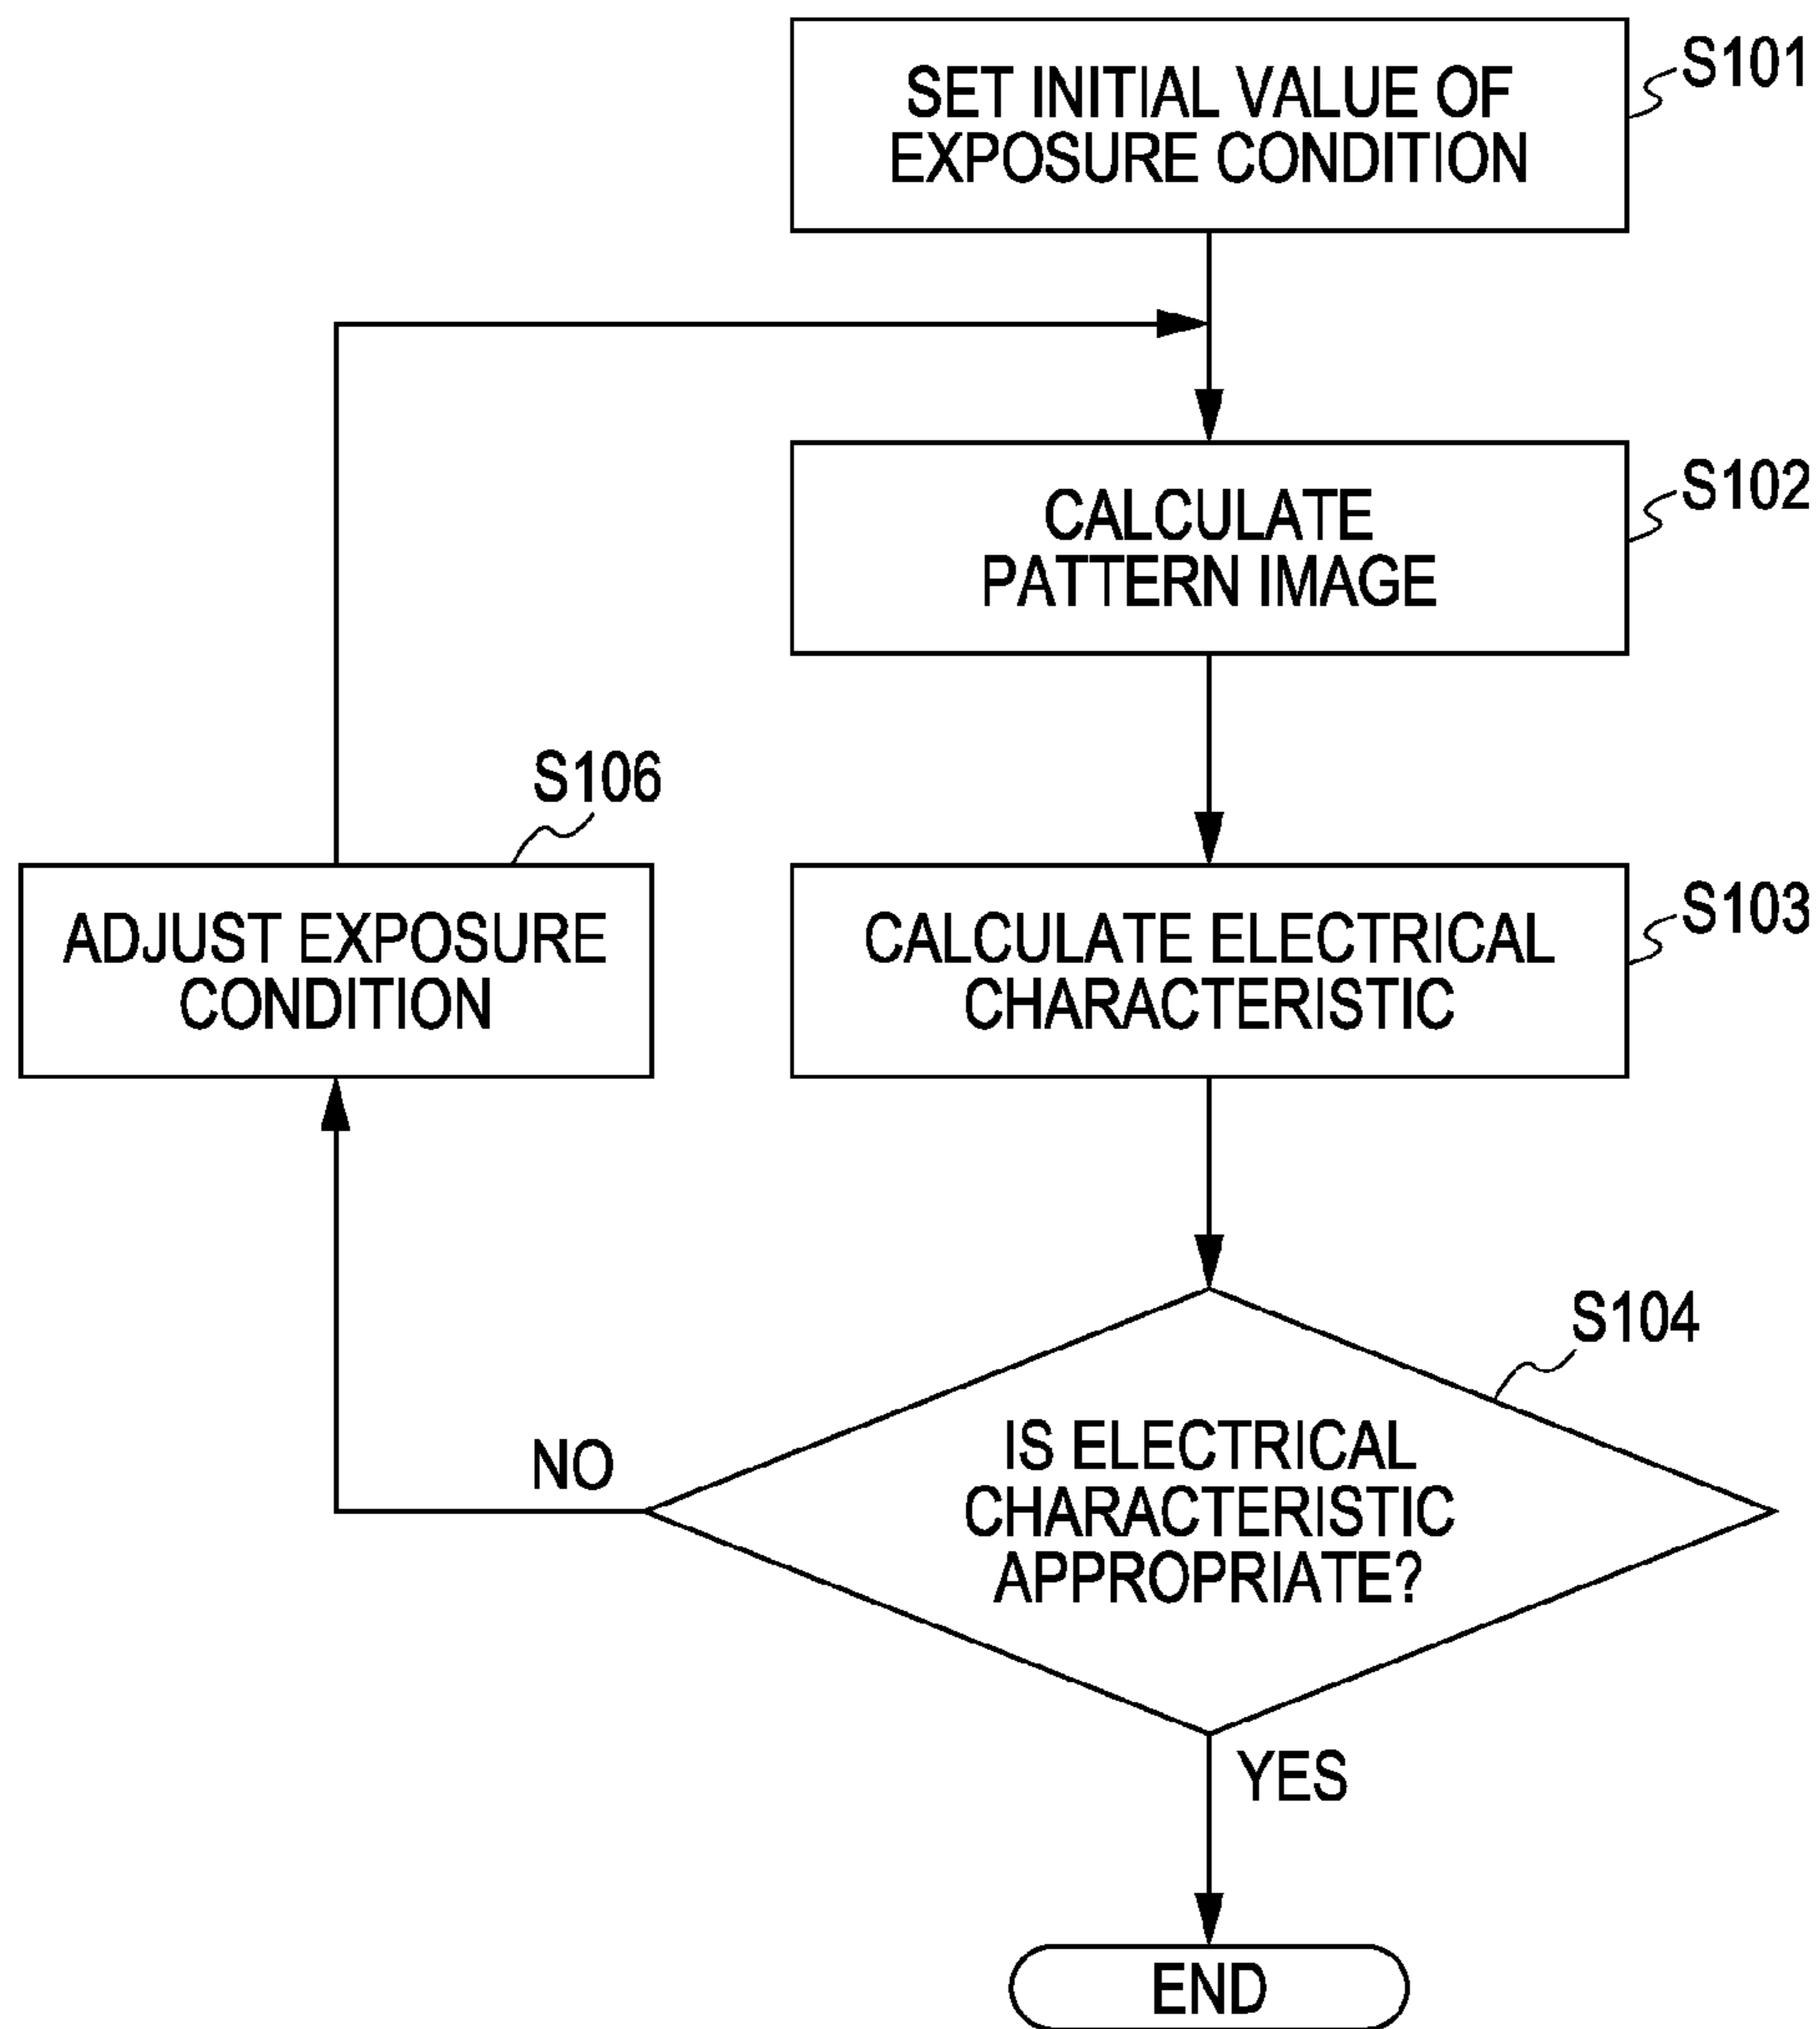 SET INITIAL VALUE OF
EXPOSURE CONDITION
S101
CALCULATE
PATTERN IMAGE
S102
S106
ADJUST EXPOSURE
CONDITION
CALCULATE ELECTRICAL
CHARACTERISTIC
S103
S104
IS ELECTRICAL
CHARACTERISTIC
APPROPRIATE?
NO
YES
END